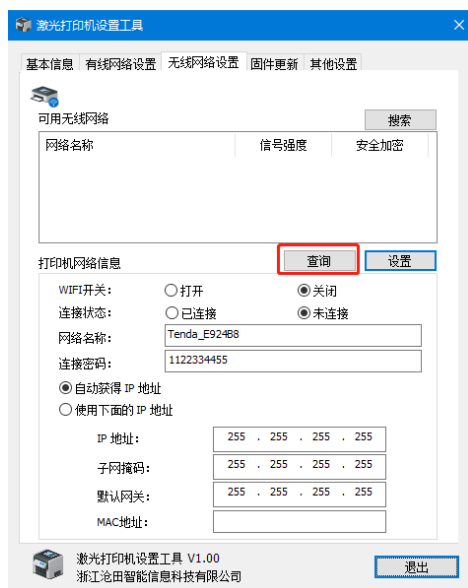 激光打印机设置工具
基本信息 有线网络设置 无线网络设置 固件更新 其他设置
可用无线网络 搜索
网络名称 信号强度 安全加密
打印机网络信息 查询 设置
WIFI开关: 打开 关闭
连接状态: 已连接 未连接
网络名称: Tenda_E924B8
连接密码: 1122334455
自动获得 IP 地址
使用下面的 IP 地址
IP 地址: 255 . 255 . 255 . 255
子网掩码: 255 . 255 . 255 . 255
默认网关: 255 . 255 . 255 . 255
MAC地址:
激光打印机设置工具 V1.00
浙江沧田智能信息科技有限公司 退出